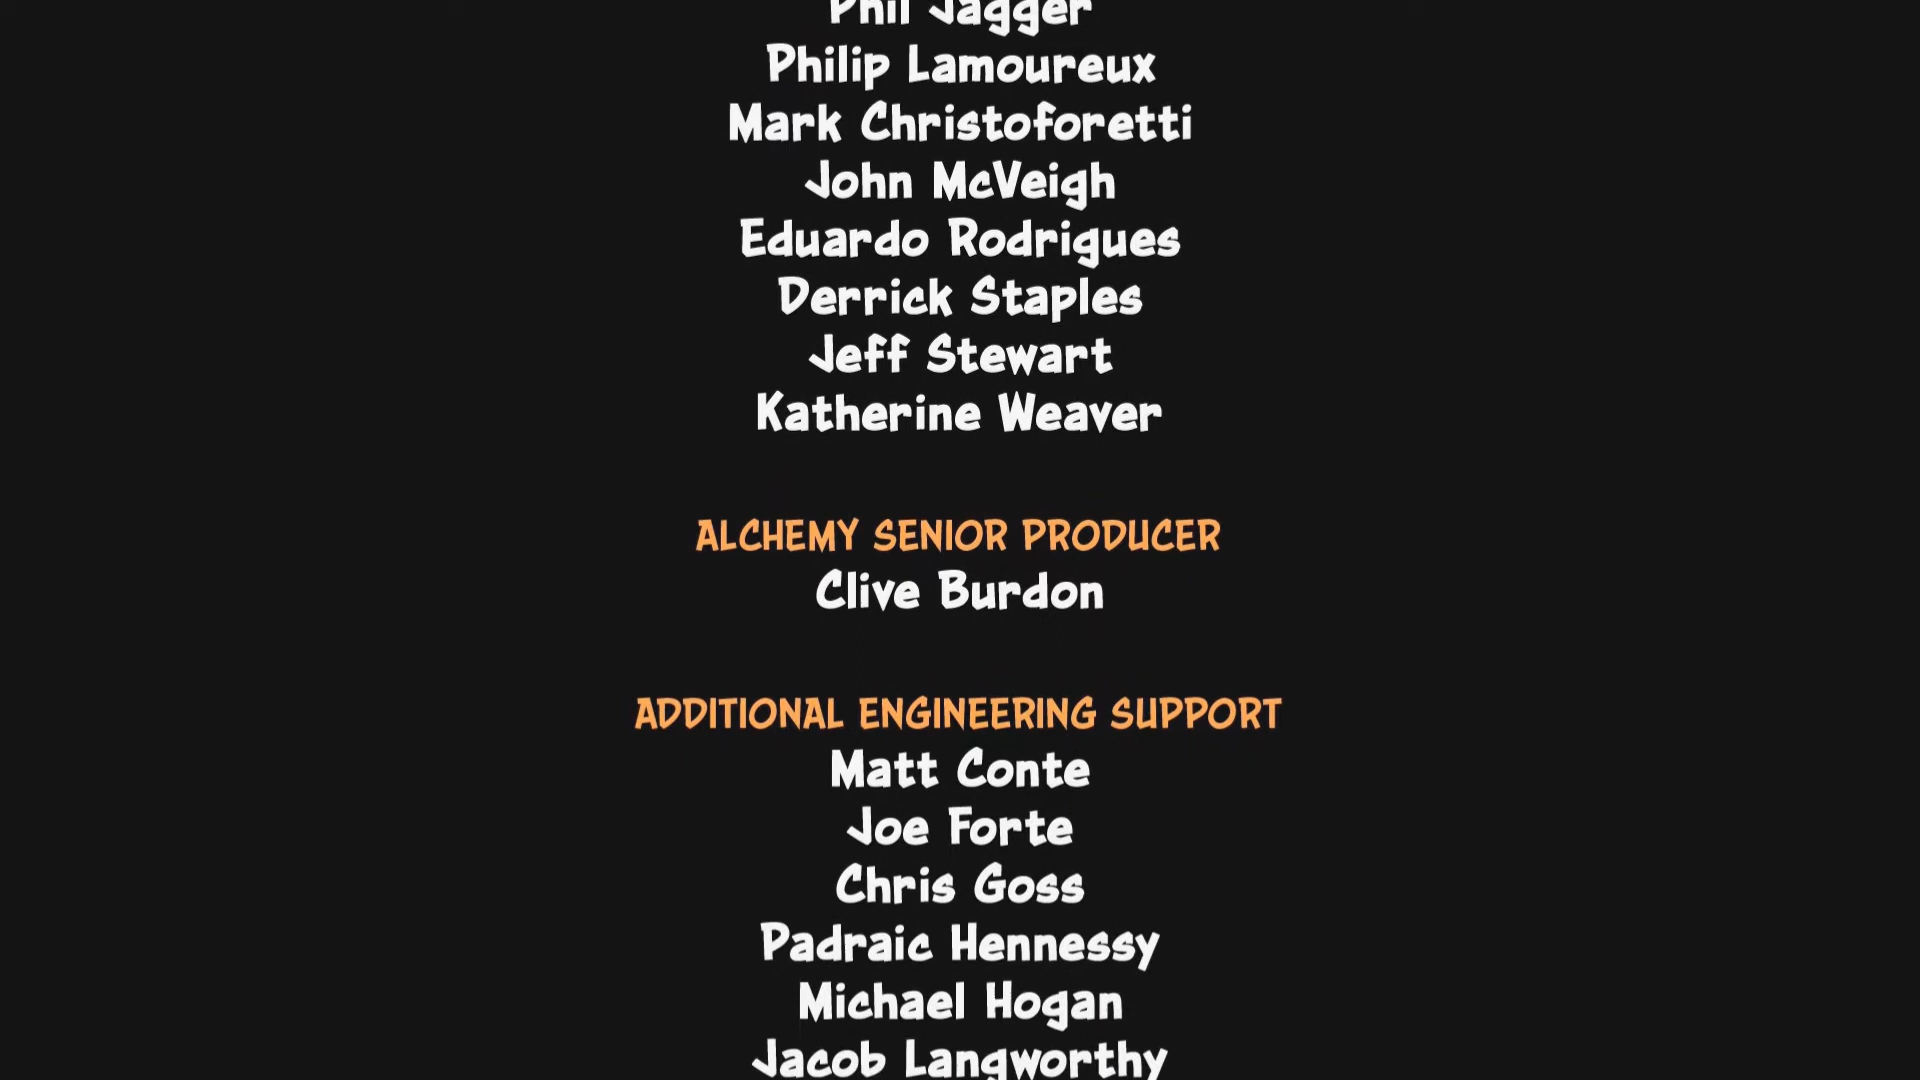 Phil Jagger
Philip Lamoureux
Mark Christoforetti
John McVeigh
Eduardo Rodrigues
Derrick Staples
Jeff Stewart
Katherine Weaver
ALCHEMY SENIOR PRODUCER
Clive Burdon
ADDITIONAL ENGINEERING SUPPORT
Matt Conte
Joe Forte
Chris Goss
Padraic Hennessy
Michael Hogan
Jacob Langworthy